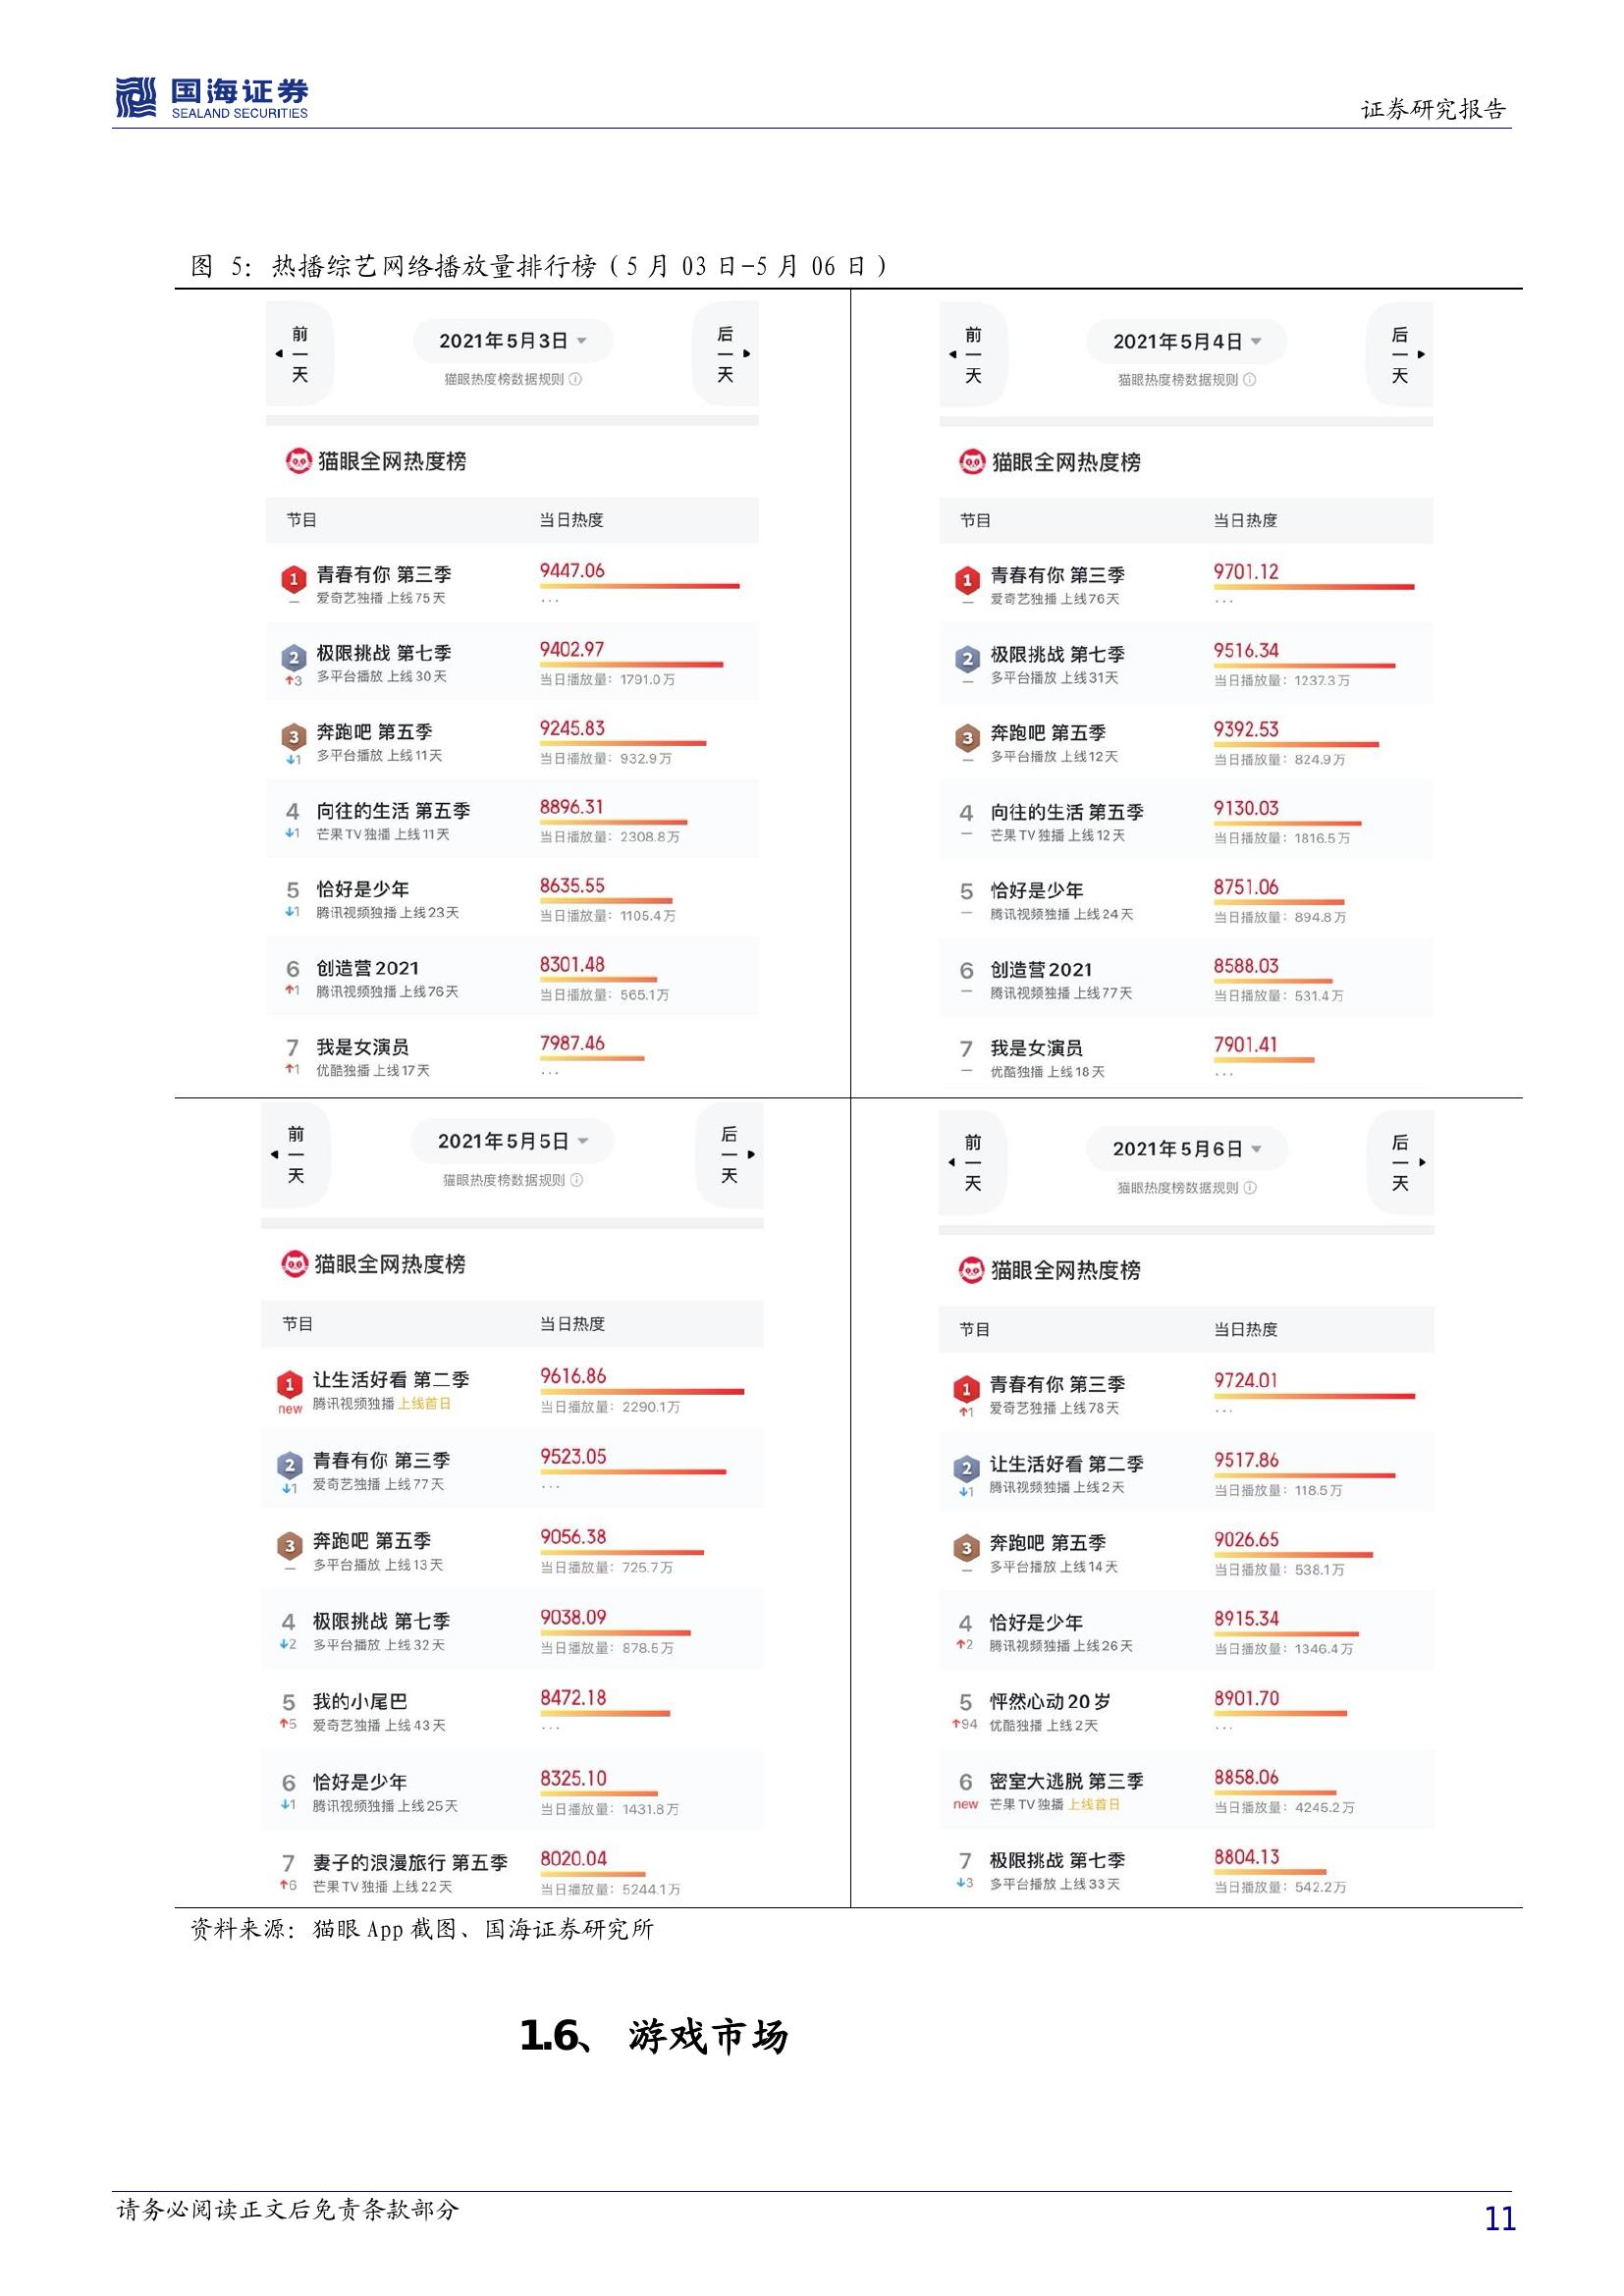 国海证券
SEALAND SECURITIES
证券研究报告
图 5：热播综艺网络播放量排行榜（5 月 03 日-5 月 06 日）
前一天
2021年5月3日
后一天
猫眼热度榜数据规则
猫眼全网热度榜
节目 当日热度
1 青春有你 第三季 9447.06
— 爱奇艺独播 上线75天 ...
2 极限挑战 第七季 9402.97
↑3 多平台播放 上线30天 当日播放量：1791.0万
3 奔跑吧 第五季 9245.83
↓1 多平台播放 上线11天 当日播放量：932.9万
4 向往的生活 第五季 8896.31
↓1 芒果TV独播 上线11天 当日播放量：2308.8万
5 恰好是少年 8635.55
↓1 腾讯视频独播 上线23天 当日播放量：1105.4万
6 创造营2021 8301.48
↑1 腾讯视频独播 上线76天 当日播放量：565.1万
7 我是女演员 7987.46
↑1 优酷独播 上线17天 ...
前一天
2021年5月4日
后一天
猫眼热度榜数据规则
猫眼全网热度榜
节目 当日热度
1 青春有你 第三季 9701.12
— 爱奇艺独播 上线76天 ...
2 极限挑战 第七季 9516.34
— 多平台播放 上线31天 当日播放量：1237.3万
3 奔跑吧 第五季 9392.53
— 多平台播放 上线12天 当日播放量：824.9万
4 向往的生活 第五季 9130.03
— 芒果TV独播 上线12天 当日播放量：1816.5万
5 恰好是少年 8751.06
— 腾讯视频独播 上线24天 当日播放量：894.8万
6 创造营2021 8588.03
— 腾讯视频独播 上线77天 当日播放量：531.4万
7 我是女演员 7901.41
— 优酷独播 上线18天 ...
前一天
2021年5月5日
后一天
猫眼热度榜数据规则
猫眼全网热度榜
节目 当日热度
1 让生活好看 第二季 9616.86
new 腾讯视频独播 上线首日 当日播放量：2290.1万
2 青春有你 第三季 9523.05
↓1 爱奇艺独播 上线77天 ...
3 奔跑吧 第五季 9056.38
— 多平台播放 上线13天 当日播放量：725.7万
4 极限挑战 第七季 9038.09
↓2 多平台播放 上线32天 当日播放量：878.5万
5 我的小尾巴 8472.18
↑5 爱奇艺独播 上线43天 ...
6 恰好是少年 8325.10
↓1 腾讯视频独播 上线25天 当日播放量：1431.8万
7 妻子的浪漫旅行 第五季 8020.04
↑6 芒果TV独播 上线22天 当日播放量：5244.1万
前一天
2021年5月6日
后一天
猫眼热度榜数据规则
猫眼全网热度榜
节目 当日热度
1 青春有你 第三季 9724.01
↑1 爱奇艺独播 上线78天 ...
2 让生活好看 第二季 9517.86
↓1 腾讯视频独播 上线2天 当日播放量：118.5万
3 奔跑吧 第五季 9026.65
— 多平台播放 上线14天 当日播放量：538.1万
4 恰好是少年 8915.34
↑2 腾讯视频独播 上线26天 当日播放量：1346.4万
5 怦然心动20岁 8901.70
↑94 优酷独播 上线2天 ...
6 密室大逃脱 第三季 8858.06
new 芒果TV独播 上线首日 当日播放量：4245.2万
7 极限挑战 第七季 8804.13
↓3 多平台播放 上线33天 当日播放量：542.2万
资料来源：猫眼 App 截图、国海证券研究所
1.6、 游戏市场
请务必阅读正文后免责条款部分
11